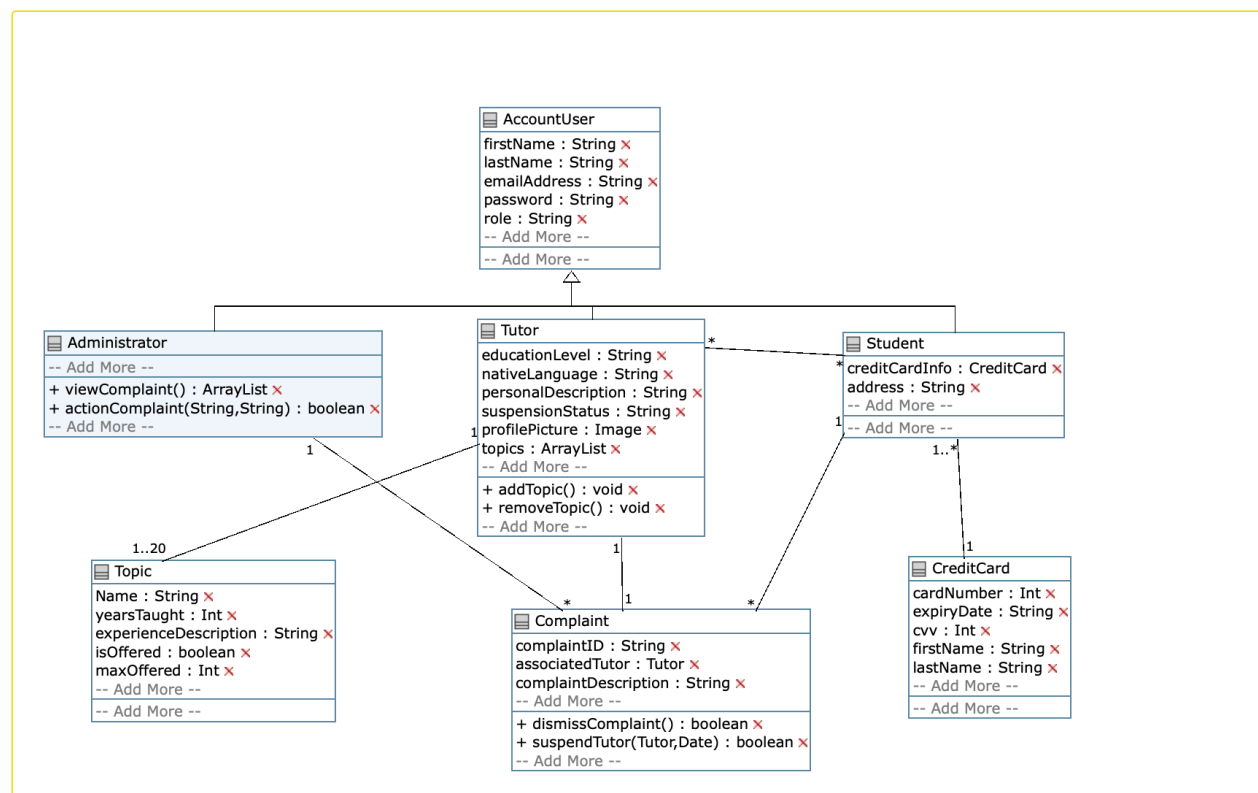 AccountUser
firstName : String
lastName : String
emailAddress : String
password : String
role : String
-- Add More --
-- Add More --
Administrator
-- Add More --
+ viewComplaint() : ArrayList
+ actionComplaint(String,String) : boolean
-- Add More --
1
Tutor
educationLevel : String
nativeLanguage : String
personalDescription : String
suspensionStatus : String
profilePicture : Image
topics : ArrayList
-- Add More --
+ addTopic() : void
+ removeTopic() : void
-- Add More --
*
*
1
1
Student
creditCardInfo : CreditCard
address : String
-- Add More --
-- Add More --
1
1..*
1..20
Topic
Name : String
yearsTaught : Int
experienceDescription : String
isOffered : boolean
maxOffered : Int
-- Add More --
-- Add More --
*
1
*
Complaint
complaintID : String
associatedTutor : Tutor
complaintDescription : String
-- Add More --
+ dismissComplaint() : boolean
+ suspendTutor(Tutor,Date) : boolean
-- Add More --
1
CreditCard
cardNumber : Int
expiryDate : String
cvv : Int
firstName : String
lastName : String
-- Add More --
-- Add More --